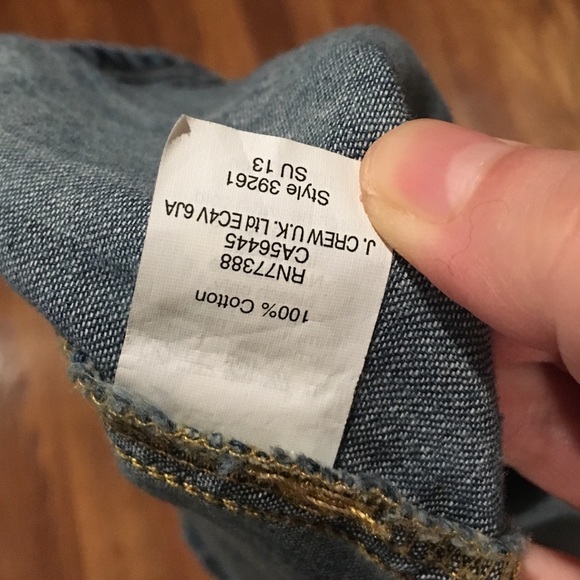 100% Cotton
RN77388
CA56445
J. CREW U.K. Ltd EC4V 6JA
Style 39261
SU 13